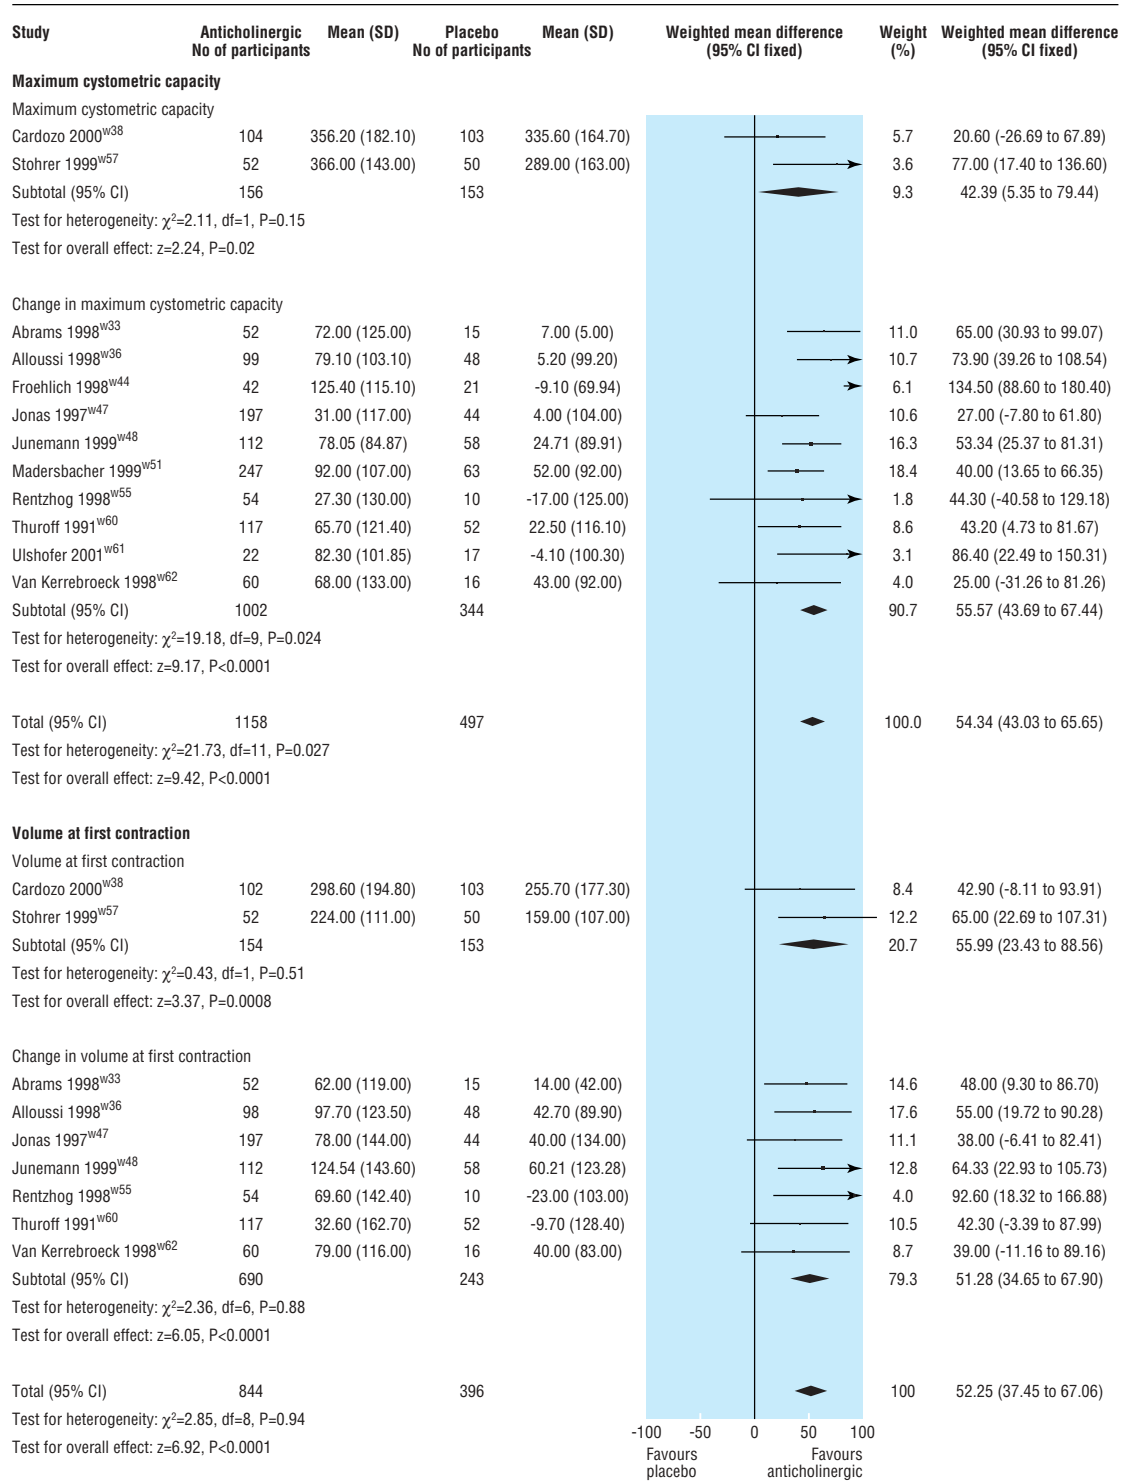 Study Anticholinergic Mean (SD) Placebo Mean (SD) Weighted mean difference Weight Weighted mean difference
No of participants No of participants (95% CI fixed) (%) (95% CI fixed)
Maximum cystometric capacity
Maximum cystometric capacity
Cardozo 2000w38 104 356.20 (182.10) 103 335.60 (164.70) 5.7 20.60 (-26.69 to 67.89)
Stohrer 1999w57 52 366.00 (143.00) 50 289.00 (163.00) 3.6 77.00 (17.40 to 136.60)
Subtotal (95% CI) 156 153 9.3 42.39 (5.35 to 79.44)
Test for heterogeneity: χ²=2.11, df=1, P=0.15
Test for overall effect: z=2.24, P=0.02
Change in maximum cystometric capacity
Abrams 1998w33 52 72.00 (125.00) 15 7.00 (5.00) 11.0 65.00 (30.93 to 99.07)
Alloussi 1998w36 99 79.10 (103.10) 48 5.20 (99.20) 10.7 73.90 (39.26 to 108.54)
Froehlich 1998w44 42 125.40 (115.10) 21 -9.10 (69.94) 6.1 134.50 (88.60 to 180.40)
Jonas 1997w47 197 31.00 (117.00) 44 4.00 (104.00) 10.6 27.00 (-7.80 to 61.80)
Junemann 1999w48 112 78.05 (84.87) 58 24.71 (89.91) 16.3 53.34 (25.37 to 81.31)
Madersbacher 1999w51 247 92.00 (107.00) 63 52.00 (92.00) 18.4 40.00 (13.65 to 66.35)
Rentzhog 1998w55 54 27.30 (130.00) 10 -17.00 (125.00) 1.8 44.30 (-40.58 to 129.18)
Thuroff 1991w60 117 65.70 (121.40) 52 22.50 (116.10) 8.6 43.20 (4.73 to 81.67)
Ulshofer 2001w61 22 82.30 (101.85) 17 -4.10 (100.30) 3.1 86.40 (22.49 to 150.31)
Van Kerrebroeck 1998w62 60 68.00 (133.00) 16 43.00 (92.00) 4.0 25.00 (-31.26 to 81.26)
Subtotal (95% CI) 1002 344 90.7 55.57 (43.69 to 67.44)
Test for heterogeneity: χ²=19.18, df=9, P=0.024
Test for overall effect: z=9.17, P<0.0001
Total (95% CI) 1158 497 100.0 54.34 (43.03 to 65.65)
Test for heterogeneity: χ²=21.73, df=11, P=0.027
Test for overall effect: z=9.42, P<0.0001
Volume at first contraction
Volume at first contraction
Cardozo 2000w38 102 298.60 (194.80) 103 255.70 (177.30) 8.4 42.90 (-8.11 to 93.91)
Stohrer 1999w57 52 224.00 (111.00) 50 159.00 (107.00) 12.2 65.00 (22.69 to 107.31)
Subtotal (95% CI) 154 153 20.7 55.99 (23.43 to 88.56)
Test for heterogeneity: χ²=0.43, df=1, P=0.51
Test for overall effect: z=3.37, P=0.0008
Change in volume at first contraction
Abrams 1998w33 52 62.00 (119.00) 15 14.00 (42.00) 14.6 48.00 (9.30 to 86.70)
Alloussi 1998w36 98 97.70 (123.50) 48 42.70 (89.90) 17.6 55.00 (19.72 to 90.28)
Jonas 1997w47 197 78.00 (144.00) 44 40.00 (134.00) 11.1 38.00 (-6.41 to 82.41)
Junemann 1999w48 112 124.54 (143.60) 58 60.21 (123.28) 12.8 64.33 (22.93 to 105.73)
Rentzhog 1998w55 54 69.60 (142.40) 10 -23.00 (103.00) 4.0 92.60 (18.32 to 166.88)
Thuroff 1991w60 117 32.60 (162.70) 52 -9.70 (128.40) 10.5 42.30 (-3.39 to 87.99)
Van Kerrebroeck 1998w62 60 79.00 (116.00) 16 40.00 (83.00) 8.7 39.00 (-11.16 to 89.16)
Subtotal (95% CI) 690 243 79.3 51.28 (34.65 to 67.90)
Test for heterogeneity: χ²=2.36, df=6, P=0.88
Test for overall effect: z=6.05, P<0.0001
Total (95% CI) 844 396 100 52.25 (37.45 to 67.06)
Test for heterogeneity: χ²=2.85, df=8, P=0.94
Test for overall effect: z=6.92, P<0.0001
-100 -50 0 50 100
Favours Favours
placebo anticholinergic